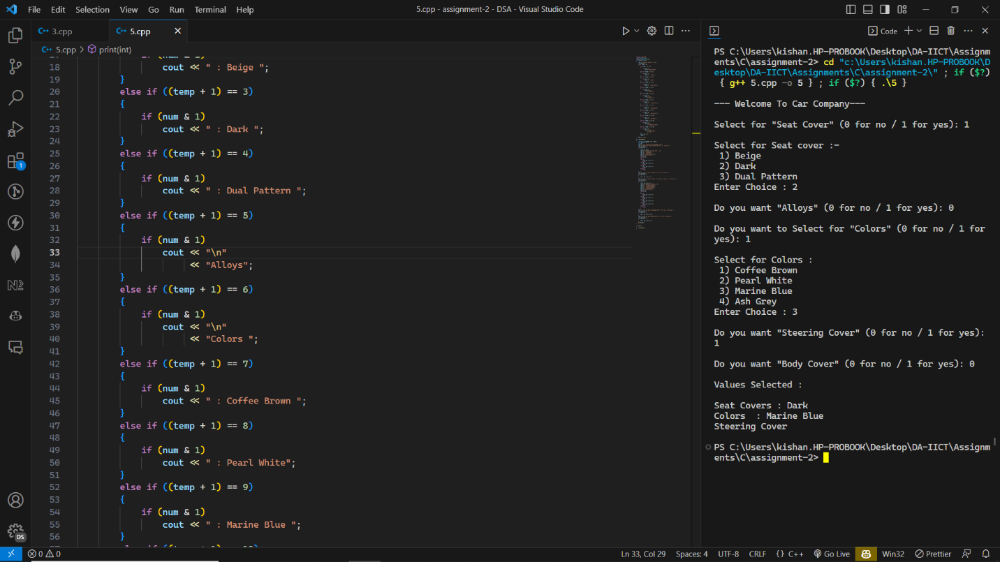 File Edit Selection View Go Run Terminal Help
5.cpp - assignment-2 - DSA - Visual Studio Code
3.cpp
5.cpp
5.cpp > print(int)
18 cout << " : Beige ";
19 }
20 else if ((temp + 1) == 3)
21 {
22 if (num & 1)
23 cout << " : Dark ";
24 }
25 else if ((temp + 1) == 4)
26 {
27 if (num & 1)
28 cout << " : Dual Pattern ";
29 }
30 else if ((temp + 1) == 5)
31 {
32 if (num & 1)
33 cout << "\n"
34 << "Alloys";
35 }
36 else if ((temp + 1) == 6)
37 {
38 if (num & 1)
39 cout << "\n"
40 << "Colors ";
41 }
42 else if ((temp + 1) == 7)
43 {
44 if (num & 1)
45 cout << " : Coffee Brown ";
46 }
47 else if ((temp + 1) == 8)
48 {
49 if (num & 1)
50 cout << " : Pearl White";
51 }
52 else if ((temp + 1) == 9)
53 {
54 if (num & 1)
55 cout << " : Marine Blue ";
56 }
Code
PS C:\Users\kishan.HP-PROBOOK\Desktop\DA-IICT\Assignm
ents\C\assignment-2> cd "c:\Users\kishan.HP-PROBOOK\D
esktop\DA-IICT\Assignments\C\assignment-2\" ; if ($?)
{ g++ 5.cpp -o 5 } ; if ($?) { .\5 }
--- Welcome To Car Company---
Select for "Seat Cover" (0 for no / 1 for yes): 1
Select for Seat cover :-
1) Beige
2) Dark
3) Dual Pattern
Enter Choice : 2
Do you want "Alloys" (0 for no / 1 for yes): 0
Do you want to Select for "Colors" (0 for no / 1 for
yes): 1
Select for Colors :
1) Coffee Brown
2) Pearl White
3) Marine Blue
4) Ash Grey
Enter Choice : 3
Do you want "Steering Cover" (0 for no / 1 for yes):
1
Do you want "Body Cover" (0 for no / 1 for yes): 0
Values Selected :
Seat Covers : Dark
Colors  : Marine Blue
Steering Cover
PS C:\Users\kishan.HP-PROBOOK\Desktop\DA-IICT\Assignm
ents\C\assignment-2>
1
DS
0 0
Ln 33, Col 29 Spaces: 4 UTF-8 CRLF {} C++ Go Live Win32 Prettier